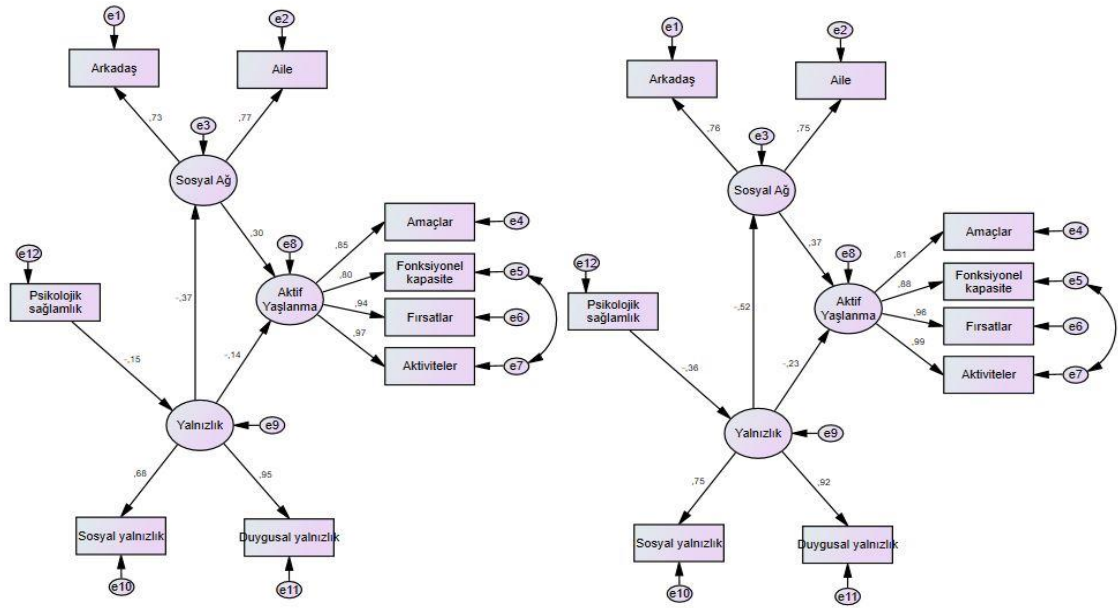 e1
e2
Arkadaş
Aile
,73
,77
e3
Sosyal Ağ
,30
e8
Aktif
Yaşlanma
,85
,80
,94
,97
Amaçlar
e4
Fonksiyonel
kapasite
e5
Fırsatlar
e6
Aktiviteler
e7
e12
Psikolojik
sağlamlık
-,37
-,15
-,14
Yalnızlık
e9
,68
,95
Sosyal yalnızlık
Duygusal yalnızlık
e10
e11
e1
e2
Arkadaş
Aile
,76
,75
e3
Sosyal Ağ
,37
e8
Aktif
Yaşlanma
,81
,88
,96
,99
Amaçlar
e4
Fonksiyonel
kapasite
e5
Fırsatlar
e6
Aktiviteler
e7
e12
Psikolojik
sağlamlık
-,52
-,36
-,23
Yalnızlık
e9
,75
,92
Sosyal yalnızlık
Duygusal yalnızlık
e10
e11